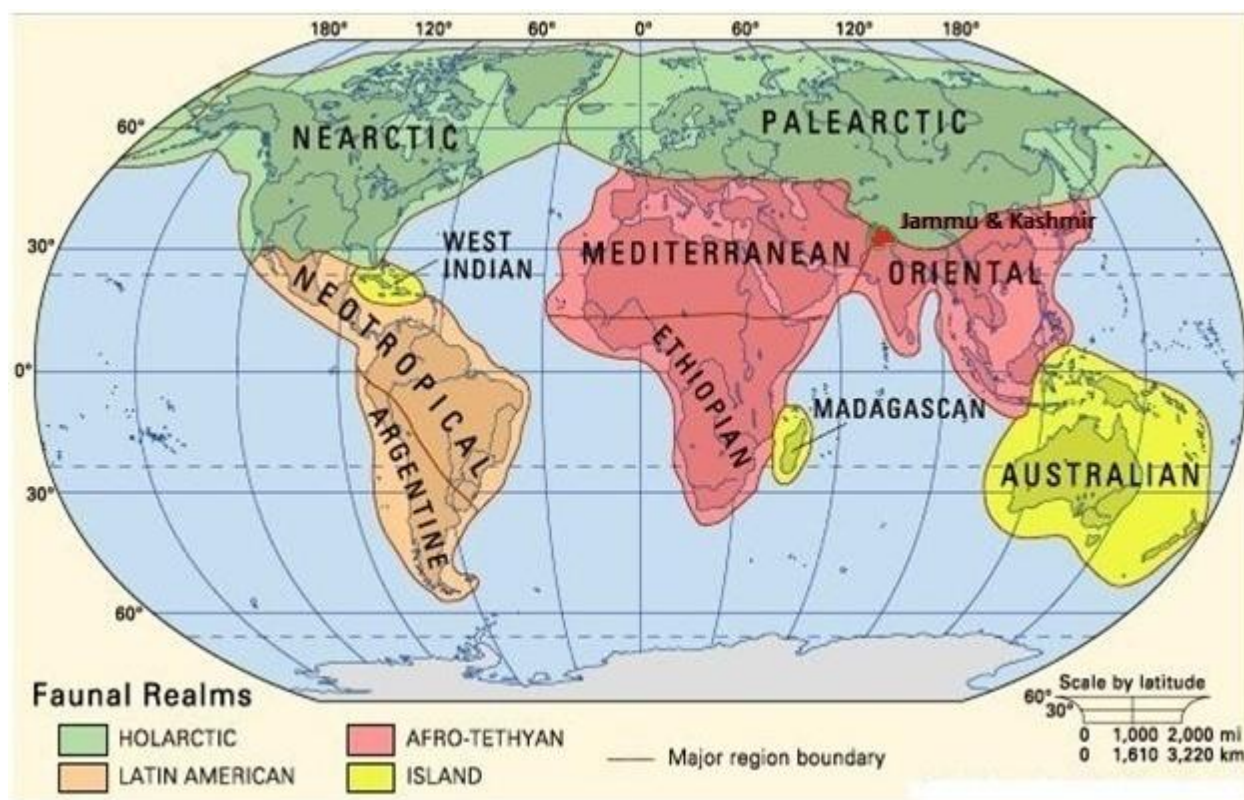 180° 120° 60° 0° 60° 120° 180°
60°
NEARCTIC
PALEARCTIC
Jammu & Kashmir
30°
WEST
INDIAN
MEDITERRANEAN
ORIENTAL
NEOTROPICAL
ETHIOPIAN
0°
MADAGASCAN
ARGENTINE
AUSTRALIAN
30°
60°
Faunal Realms
HOLARCTIC
AFRO-TETHYAN
LATIN AMERICAN
ISLAND
Major region boundary
Scale by latitude
60°
30°
0 1,000 2,000 mi
0 1,610 3,220 km